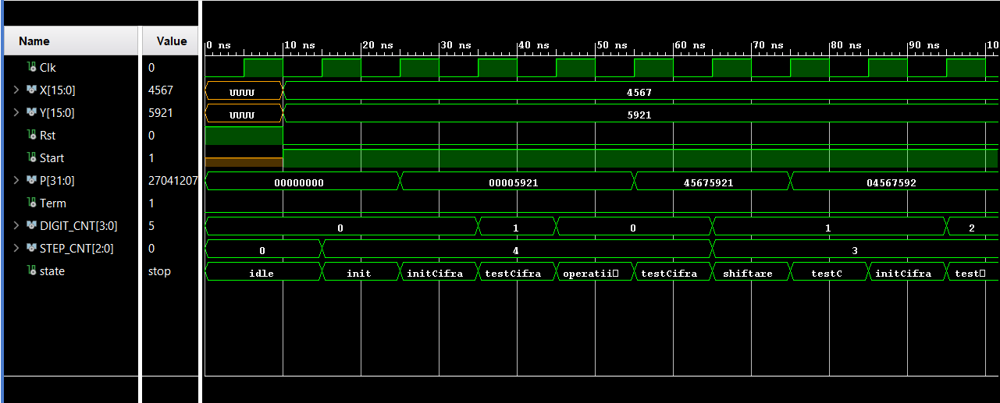 Name Value 0 ns 10 ns 20 ns 30 ns 40 ns 50 ns 60 ns 70 ns 80 ns 90 ns 10
Clk 0
X[15:0] 4567 UUUU 4567
Y[15:0] 5921 UUUU 5921
Rst 0
Start 1
P[31:0] 27041207 00000000 00005921 45675921 04567592
Term 1
DIGIT_CNT[3:0] 5 0 1 0 1 2
STEP_CNT[2:0] 0 0 4 3
state stop idle init initCifra testCifra operatii□ testCifra shiftare testC initCifra test□